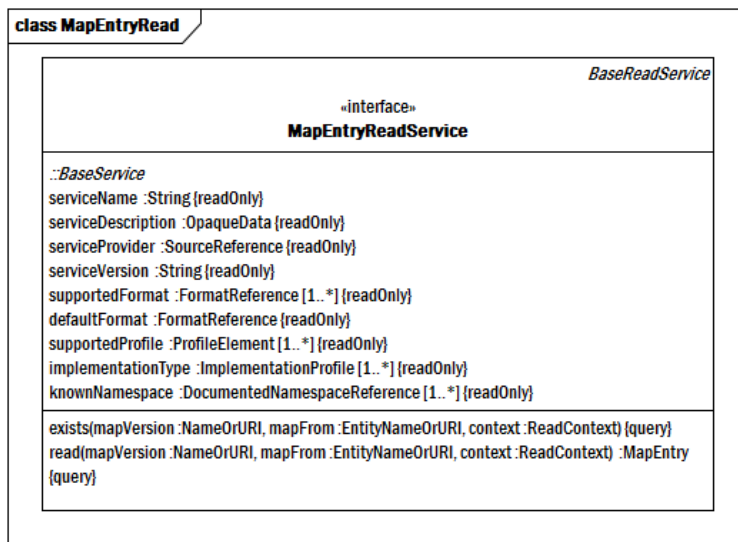 class MapEntryRead
BaseReadService
«interface»
MapEntryReadService
::BaseService
serviceName :String {readOnly}
serviceDescription :OpaqueData {readOnly}
serviceProvider :SourceReference {readOnly}
serviceVersion :String {readOnly}
supportedFormat :FormatReference [1..*] {readOnly}
defaultFormat :FormatReference {readOnly}
supportedProfile :ProfileElement [1..*] {readOnly}
implementationType :ImplementationProfile [1..*] {readOnly}
knownNamespace :DocumentedNamespaceReference [1..*] {readOnly}
exists(mapVersion :NameOrURI, mapFrom :EntityNameOrURI, context :ReadContext) {query}
read(mapVersion :NameOrURI, mapFrom :EntityNameOrURI, context :ReadContext) :MapEntry
{query}